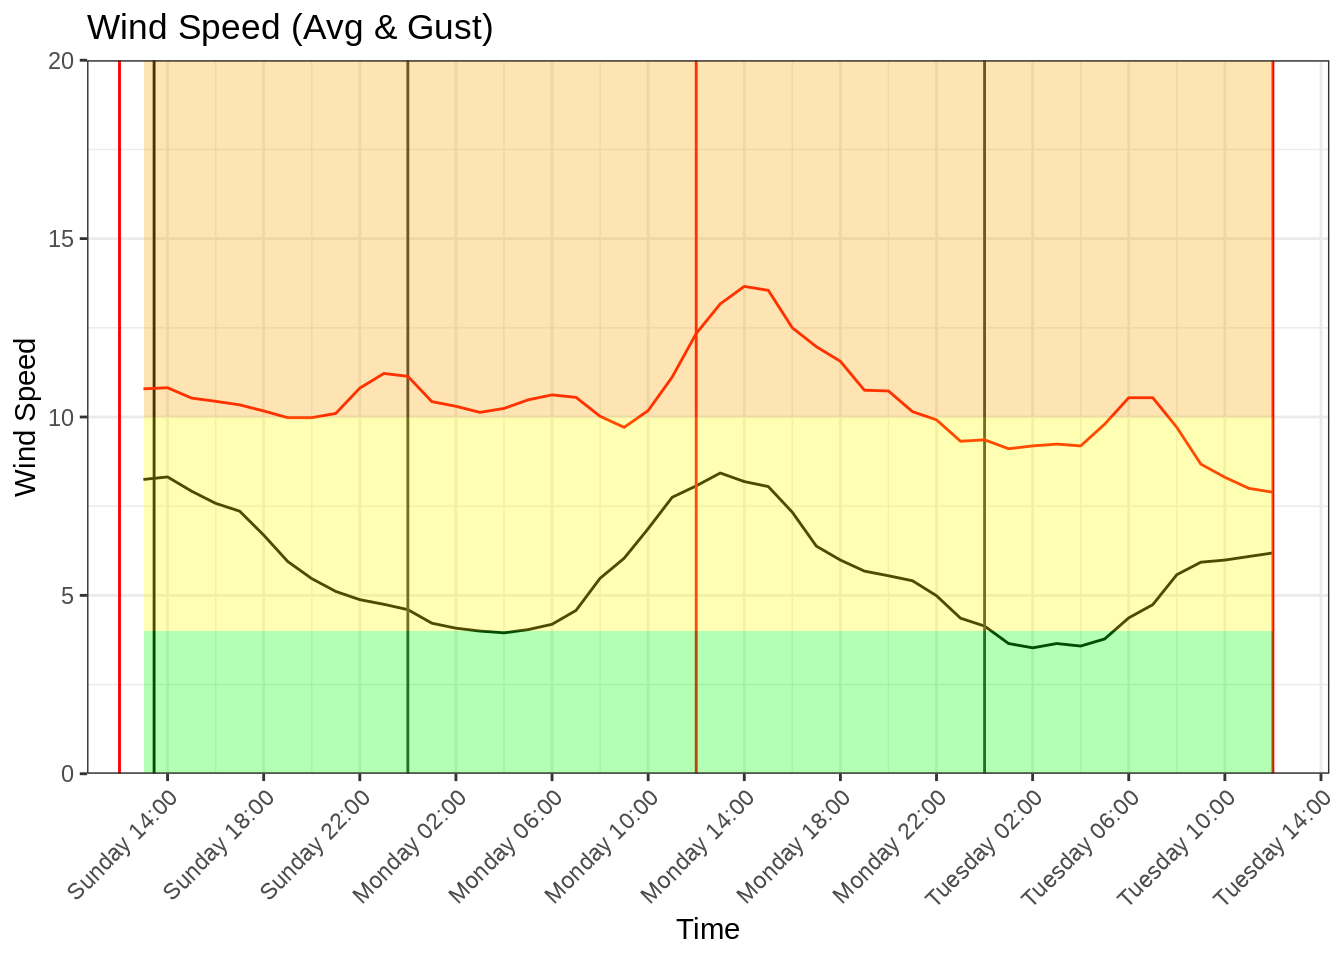 Wind Speed (Avg & Gust)
20
15
10
5
0
Wind Speed
Sunday 14:00
Sunday 18:00
Sunday 22:00
Monday 02:00
Monday 06:00
Monday 10:00
Monday 14:00
Monday 18:00
Monday 22:00
Tuesday 02:00
Tuesday 06:00
Tuesday 10:00
Tuesday 14:00
Time